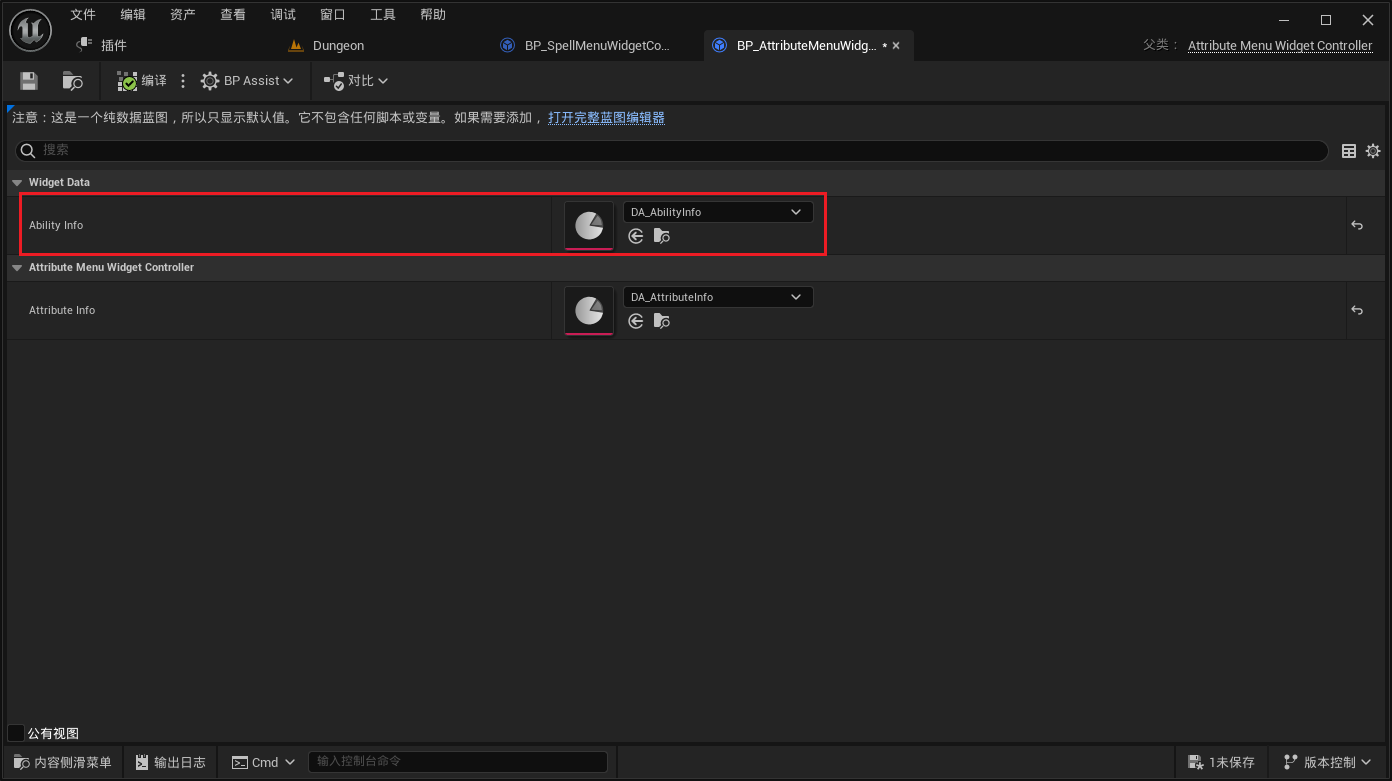 文件 编辑 资产 查看 调试 窗口 工具 帮助
插件 Dungeon BP_SpellMenuWidgetCo... BP_AttributeMenuWidg... * 父类： Attribute Menu Widget Controller
编译 BP Assist 对比
注意：这是一个纯数据蓝图，所以只显示默认值。它不包含任何脚本或变量。如果需要添加， 打开完整蓝图编辑器
搜索
Widget Data
Ability Info DA_AbilityInfo
Attribute Menu Widget Controller
Attribute Info DA_AttributeInfo
公有视图
内容侧滑菜单 输出日志 Cmd 输入控制台命令 1未保存 版本控制